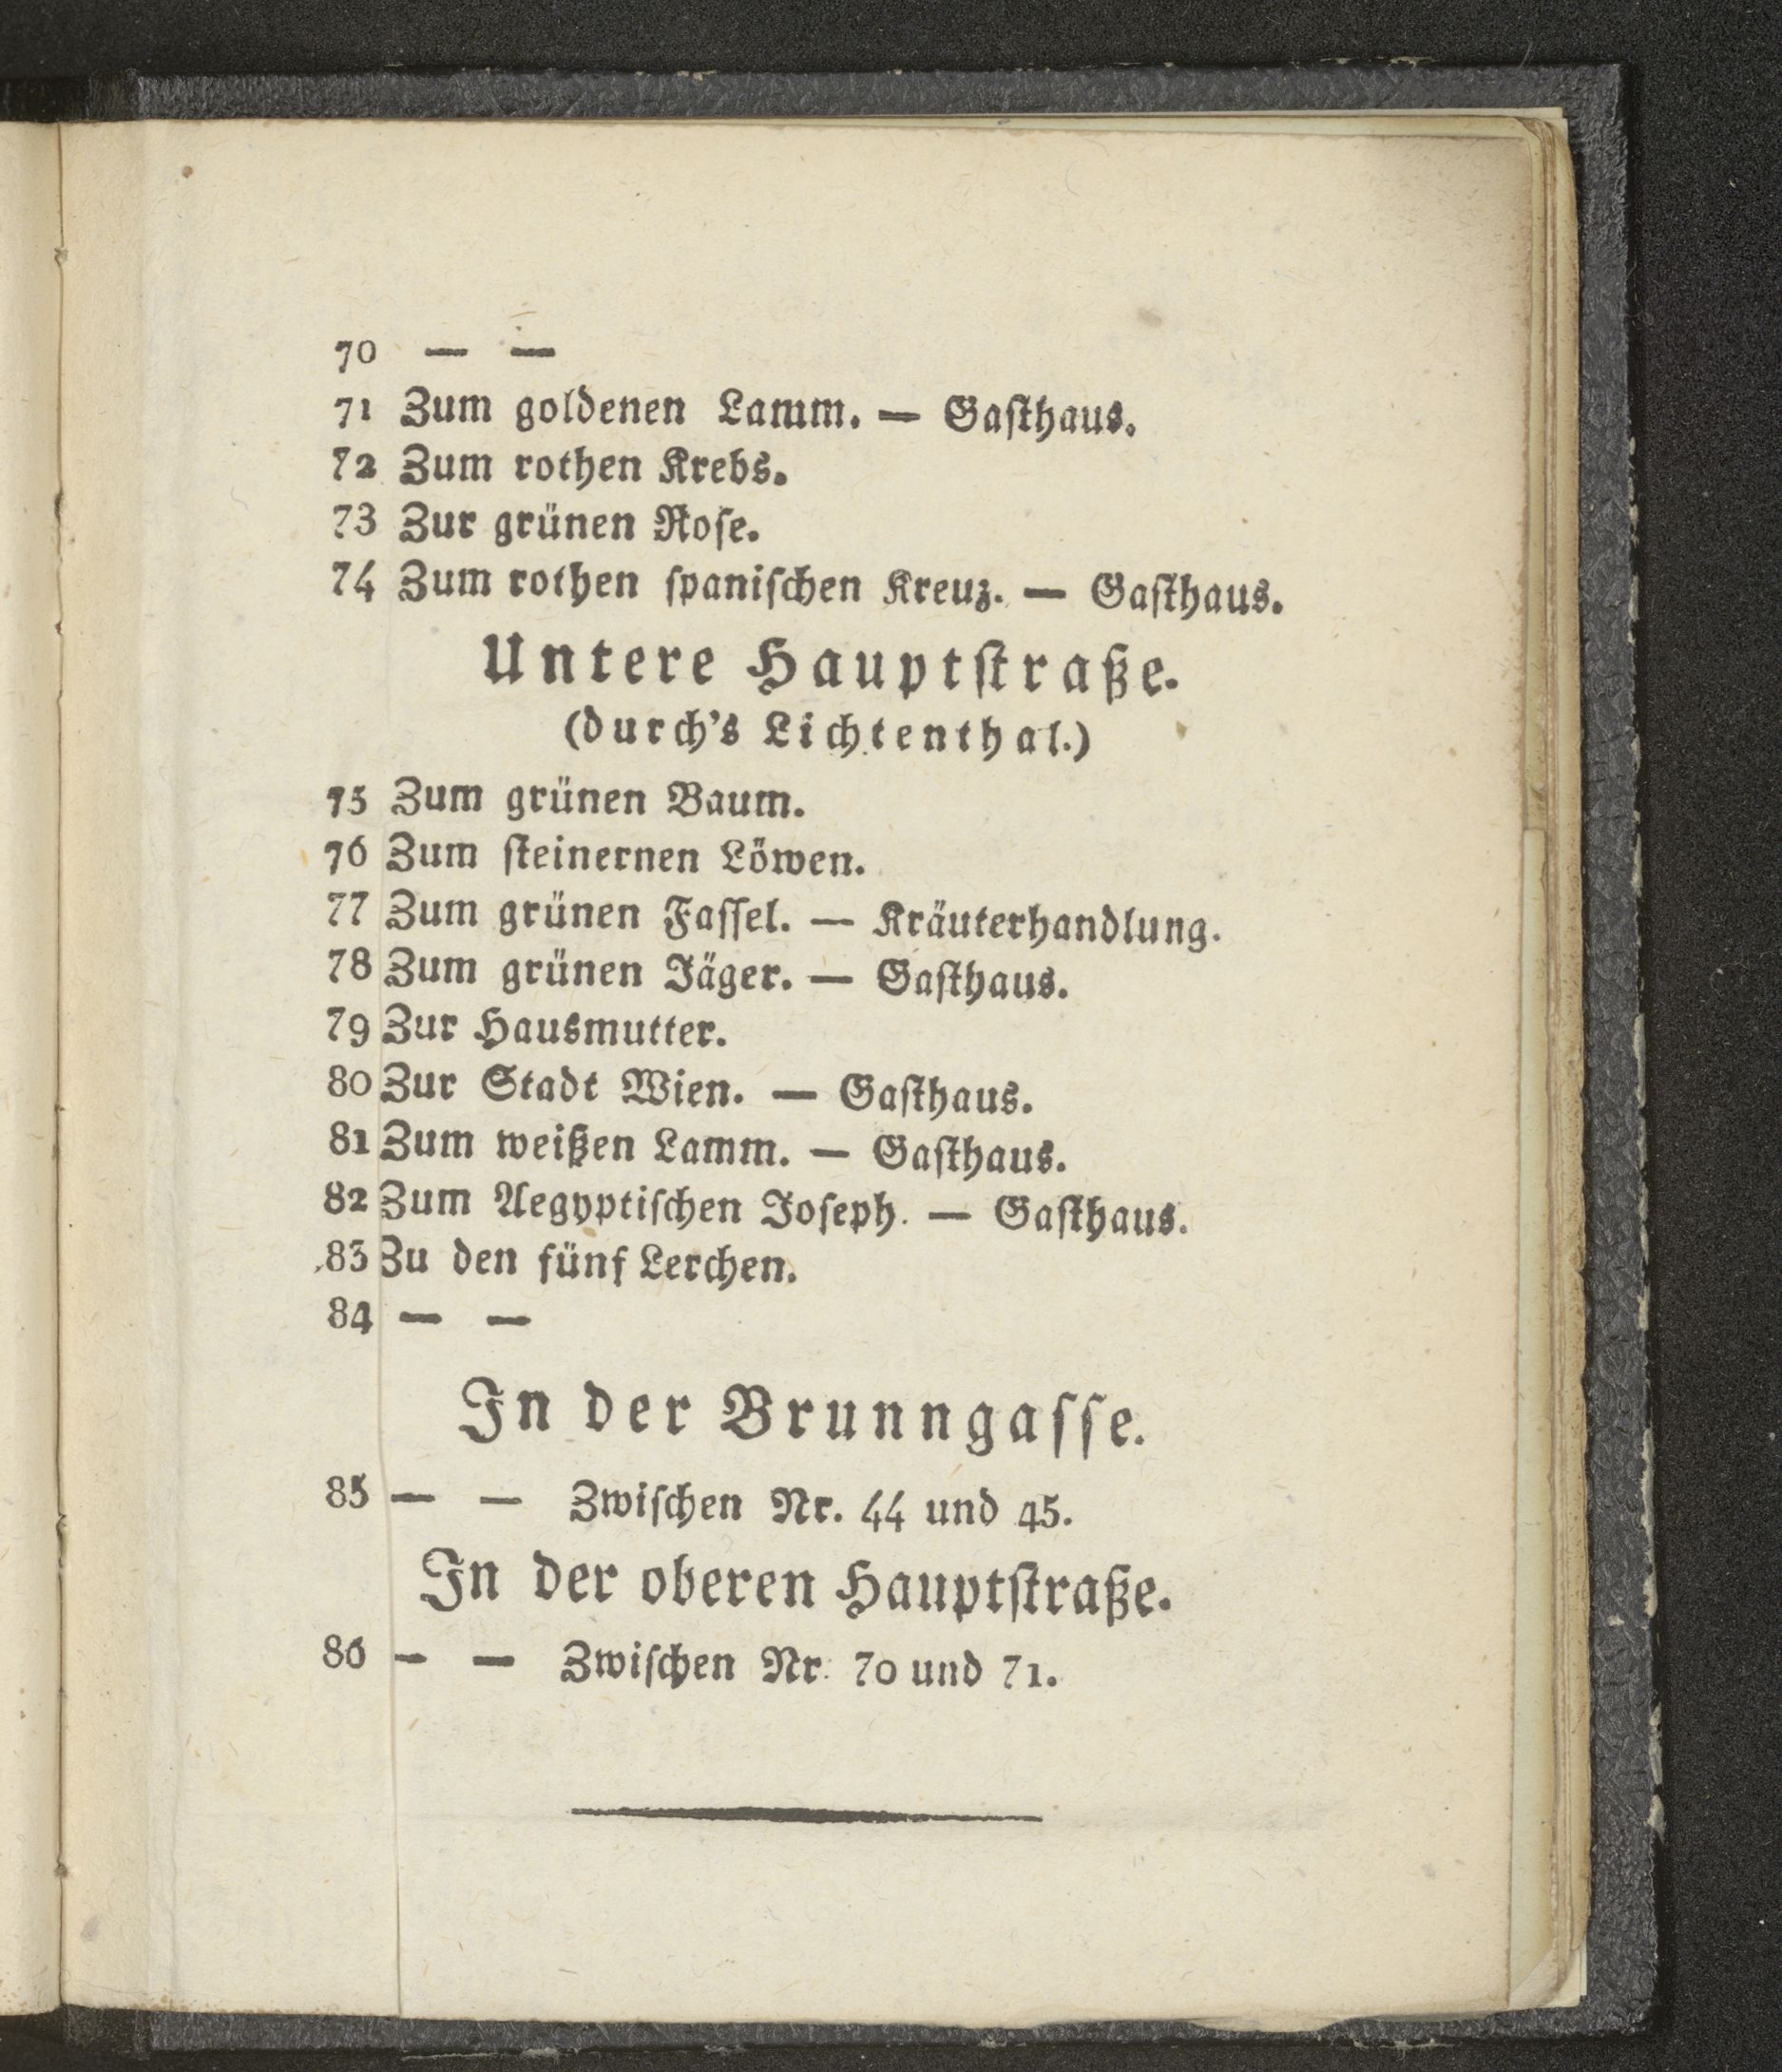 70 — —
71 Zum goldenen Lamm. — Gaſthaus.
72 Zum rothen Krebs.
73 Zur grünen Roſe.
74 Zum rothen ſpaniſchen Kreuz. — Gaſthaus.
Untere Hauptſtraße.
(durch's Lichtenthal.)
75 Zum grünen Baum.
76 Zum ſteinernen Löwen.
77 Zum grünen Faſſel. — Kräuterhandlung.
78 Zum grünen Jäger. — Gaſthaus.
79 Zur Hausmutter.
80 Zur Stadt Wien. — Gaſthaus.
81 Zum weißen Lamm. — Gaſthaus.
82 Zum Aegyptiſchen Joſeph. — Gaſthaus.
83 Zu den fünf Lerchen.
84 — —
In der Brunngaſſe.
85 — — Zwiſchen Nr. 44 und 45.
In der oberen Hauptſtraße.
86 — — Zwiſchen Nr. 70 und 71.